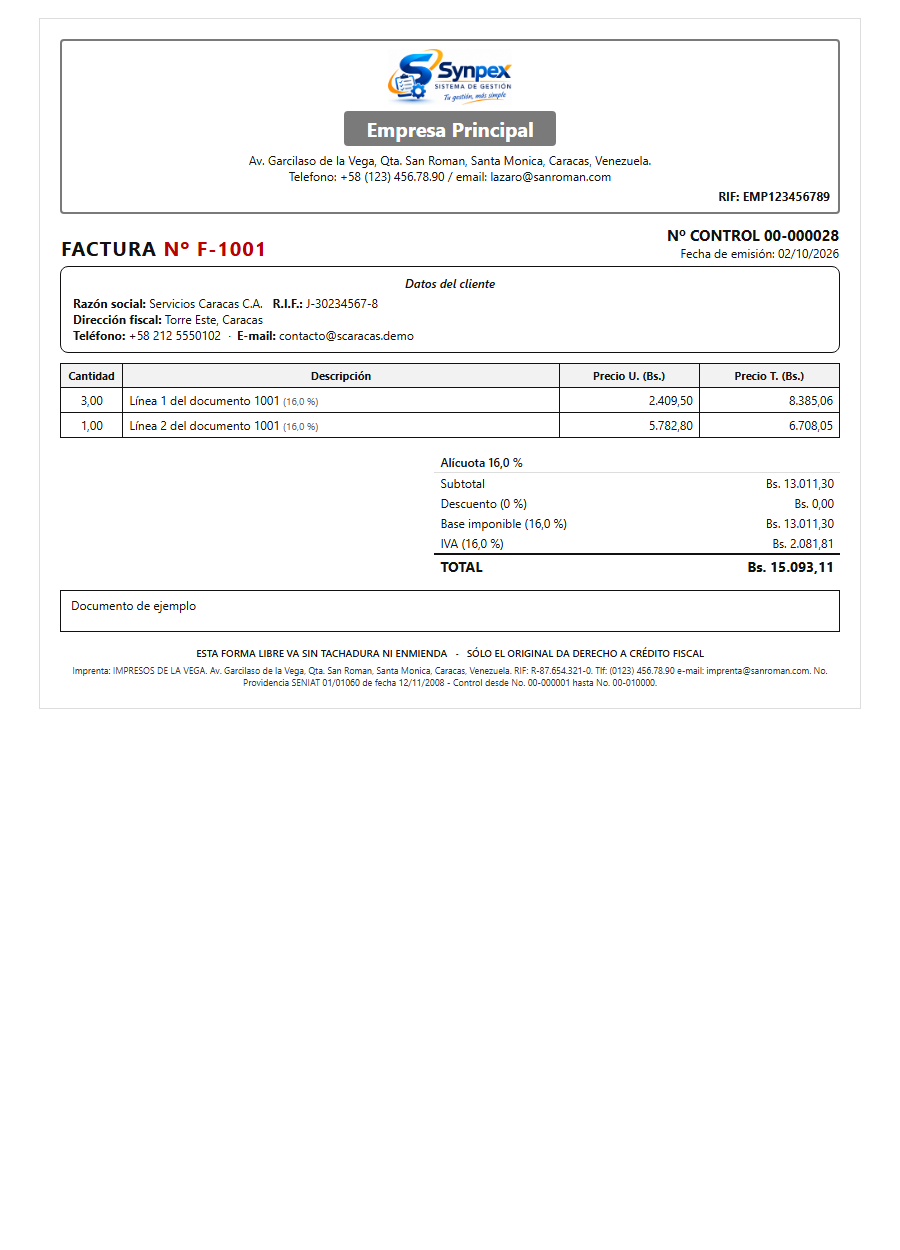 Synpex
SISTEMA DE GESTIÓN
Tu gestión, más simple
Empresa Principal
Av. Garcilaso de la Vega, Qta. San Roman, Santa Monica, Caracas, Venezuela.
Telefono: +58 (123) 456.78.90 / email: lazaro@sanroman.com
RIF: EMP123456789
FACTURA N° F-1001
Nº CONTROL 00-000028
Fecha de emisión: 02/10/2026
Datos del cliente
Razón social: Servicios Caracas C.A. R.I.F.: J-30234567-8
Dirección fiscal: Torre Este, Caracas
Teléfono: +58 212 5550102 · E-mail: contacto@scaracas.demo
Cantidad Descripción Precio U. (Bs.) Precio T. (Bs.)
3,00 Línea 1 del documento 1001 (16,0 %) 2.409,50 8.385,06
1,00 Línea 2 del documento 1001 (16,0 %) 5.782,80 6.708,05
Alícuota 16,0 %
Subtotal Bs. 13.011,30
Descuento (0 %) Bs. 0,00
Base imponible (16,0 %) Bs. 13.011,30
IVA (16,0 %) Bs. 2.081,81
TOTAL Bs. 15.093,11
Documento de ejemplo
ESTA FORMA LIBRE VA SIN TACHADURA NI ENMIENDA - SÓLO EL ORIGINAL DA DERECHO A CRÉDITO FISCAL
Imprenta: IMPRESOS DE LA VEGA. Av. Garcilaso de la Vega, Qta. San Roman, Santa Monica, Caracas, Venezuela. RIF: R-87.654.321-0. Tlf: (0123) 456.78.90 e-mail: imprenta@sanroman.com. No.
Providencia SENIAT 01/01060 de fecha 12/11/2008 - Control desde No. 00-000001 hasta No. 00-010000.